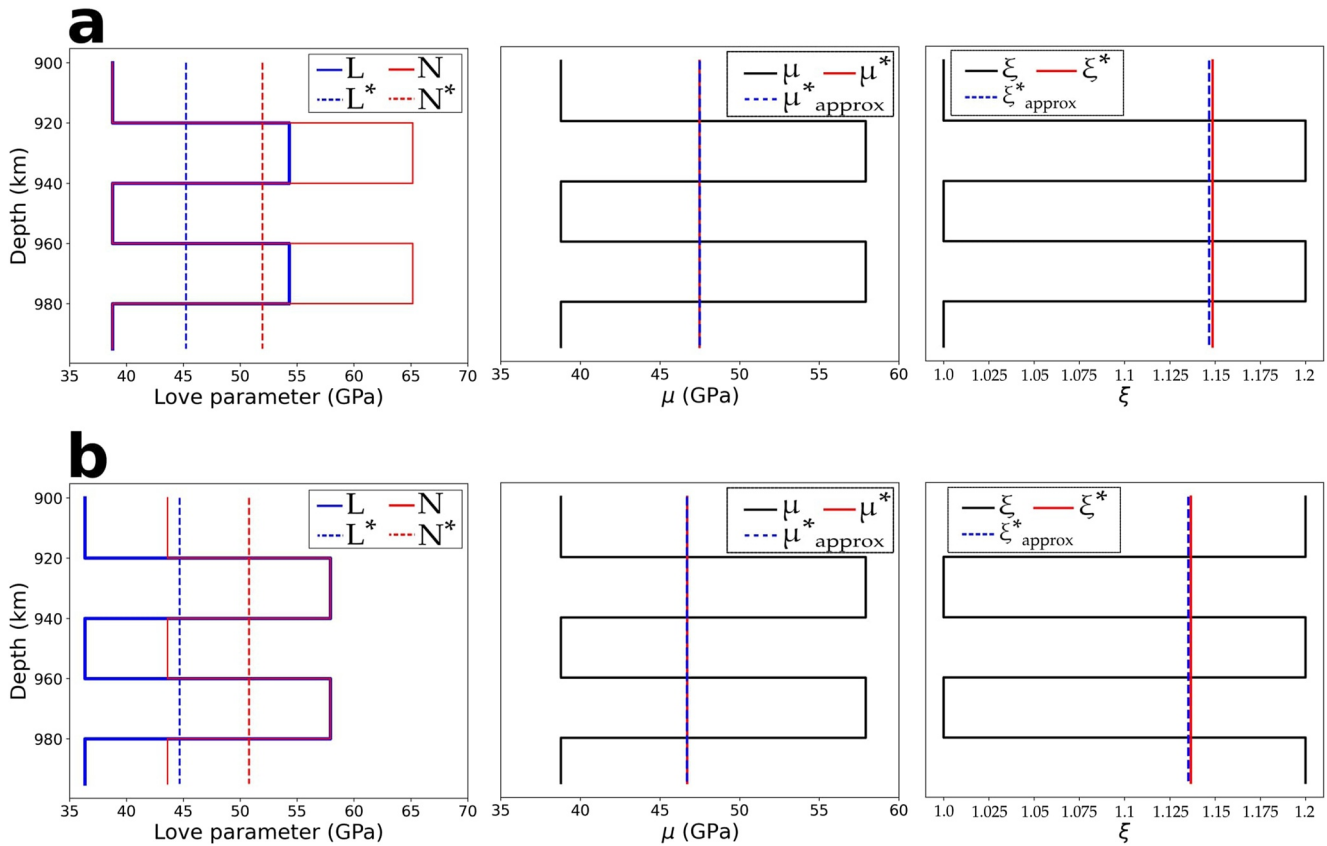 a
L N
L* N*
900
920
940
960
980
Depth (km)
35 40 45 50 55 60 65 70
Love parameter (GPa)
μ μ*
μ*approx
35 40 45 50 55 60
μ (GPa)
ξ ξ*
ξ*approx
1.0 1.025 1.05 1.075 1.1 1.125 1.15 1.175 1.2
ξ
b
L N
L* N*
900
920
940
960
980
Depth (km)
35 40 45 50 55 60 65 70
Love parameter (GPa)
μ μ*
μ*approx
35 40 45 50 55 60
μ (GPa)
ξ ξ*
ξ*approx
1.0 1.025 1.05 1.075 1.1 1.125 1.15 1.175 1.2
ξ